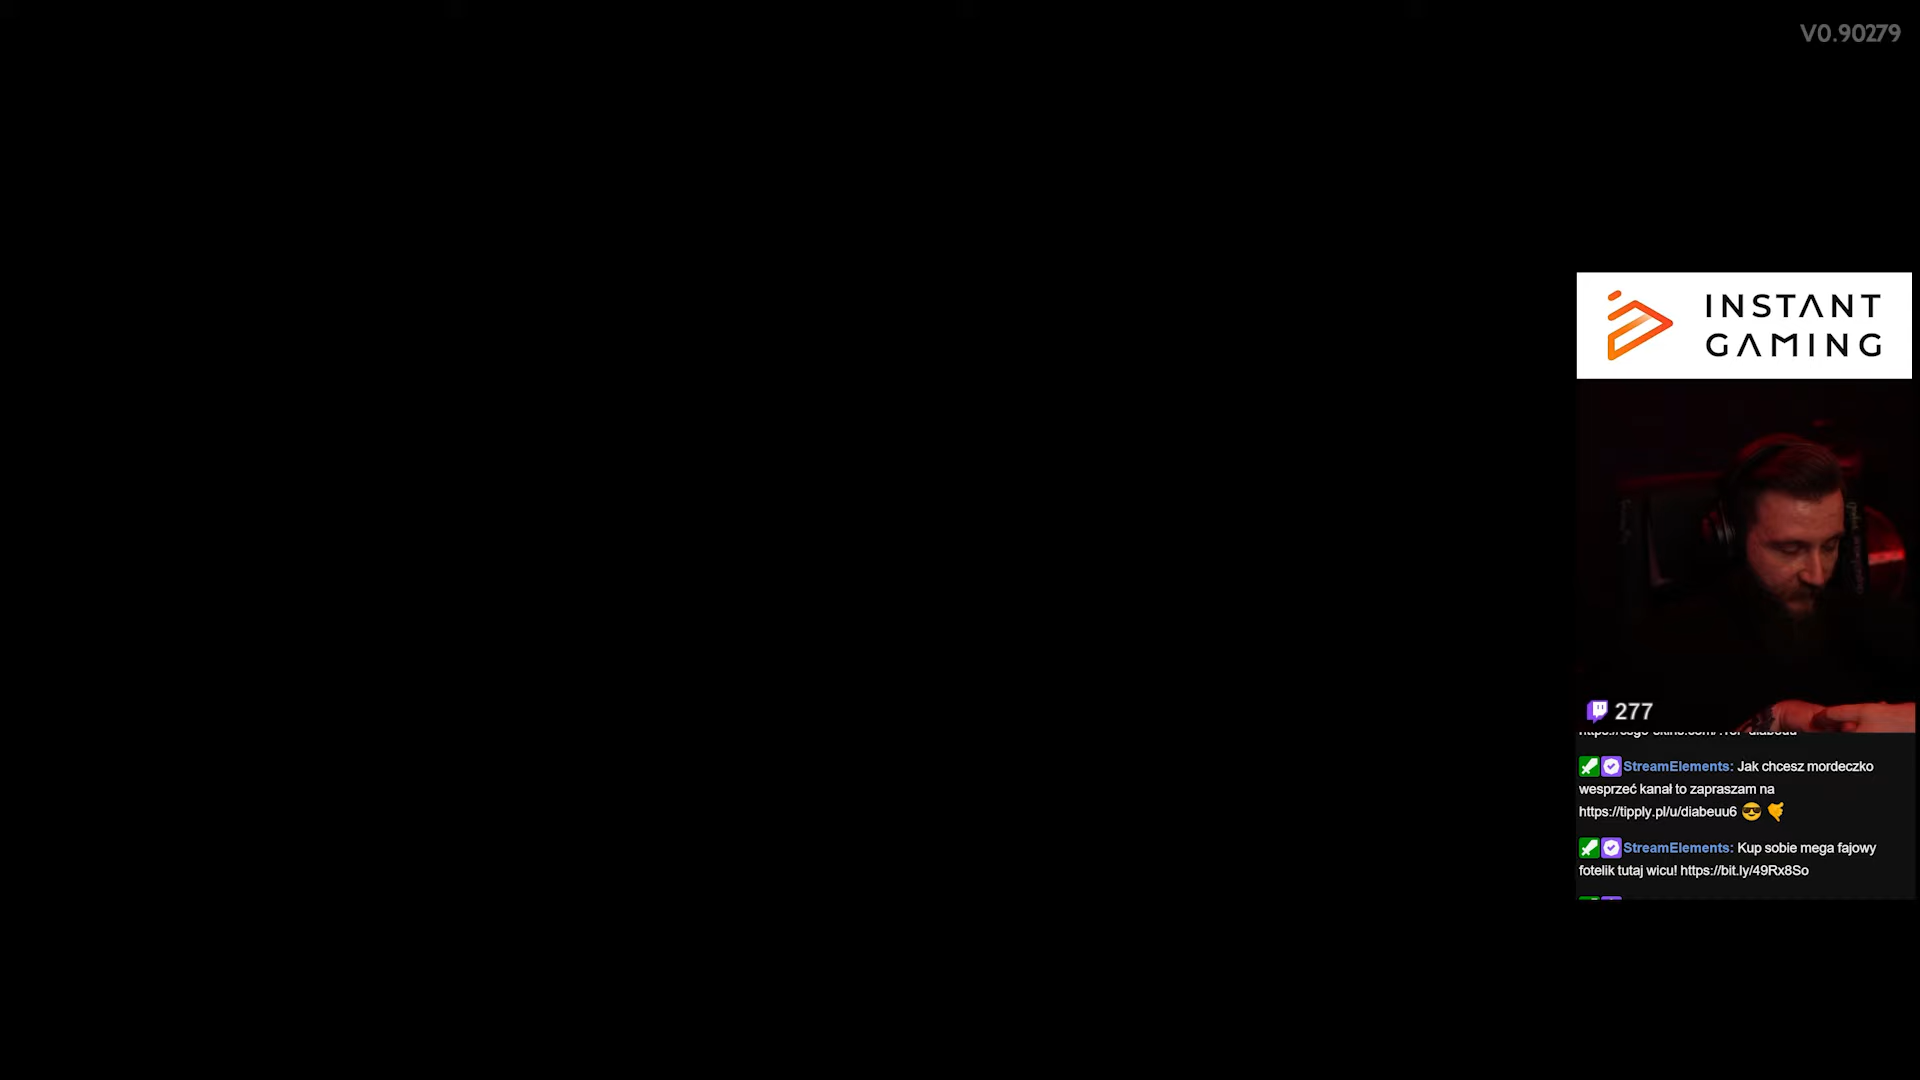 V0.90279
INSTANT
GAMING
277
StreamElements: Jak chcesz mordeczko
wesprzeć kanał to zapraszam na
https://tipply.pl/u/diabeuu6 😎 🤙
StreamElements: Kup sobie mega fajowy
fotelik tutaj wicu! https://bit.ly/49Rx8So